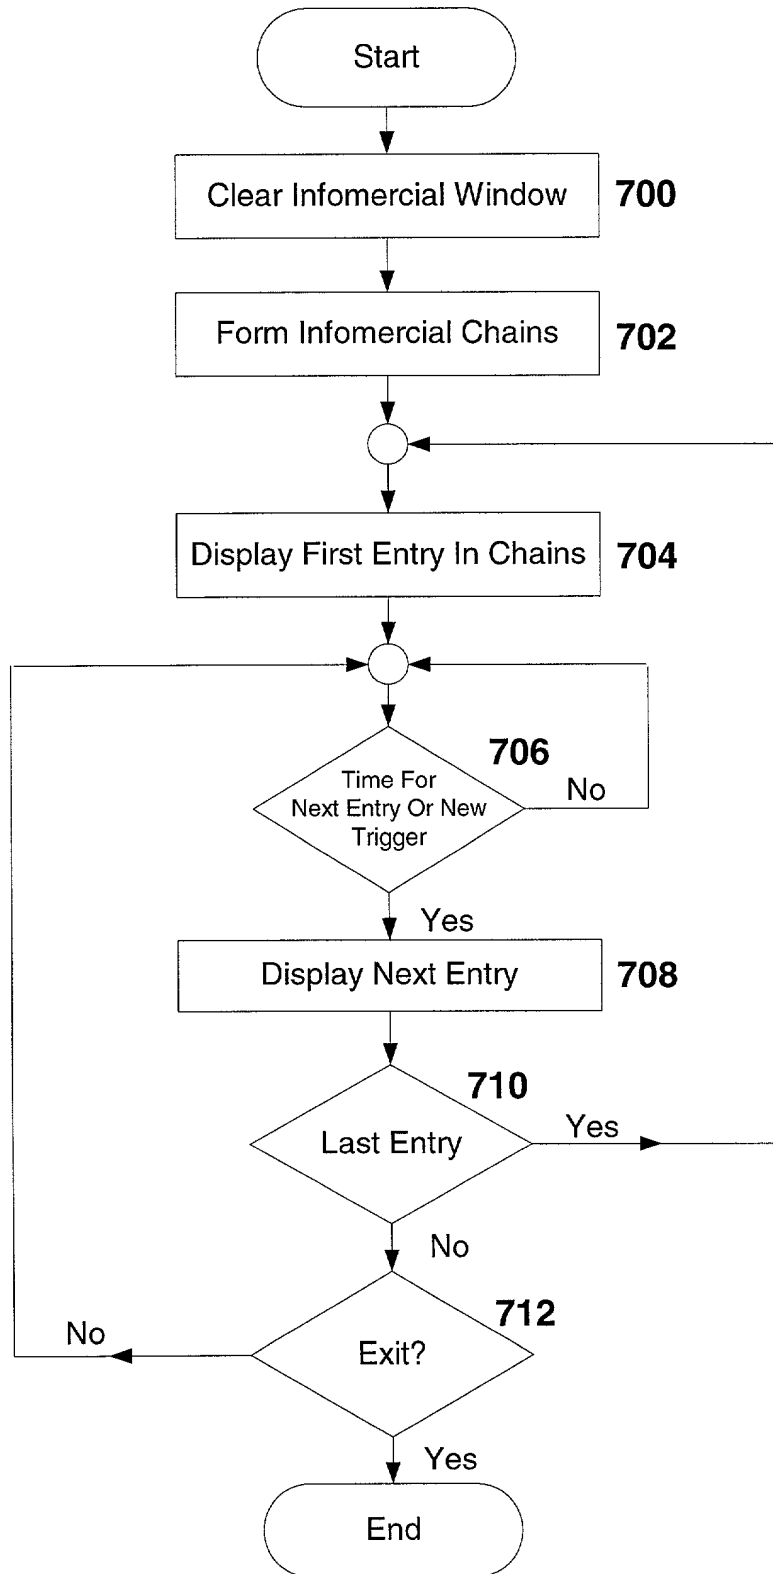 Start
Clear Infomercial Window
700
Form Infomercial Chains
702
Display First Entry In Chains
704
706
Time For
Next Entry Or New
Trigger
No
Yes
Display Next Entry
708
710
Last Entry
Yes
No
712
Exit?
No
Yes
End